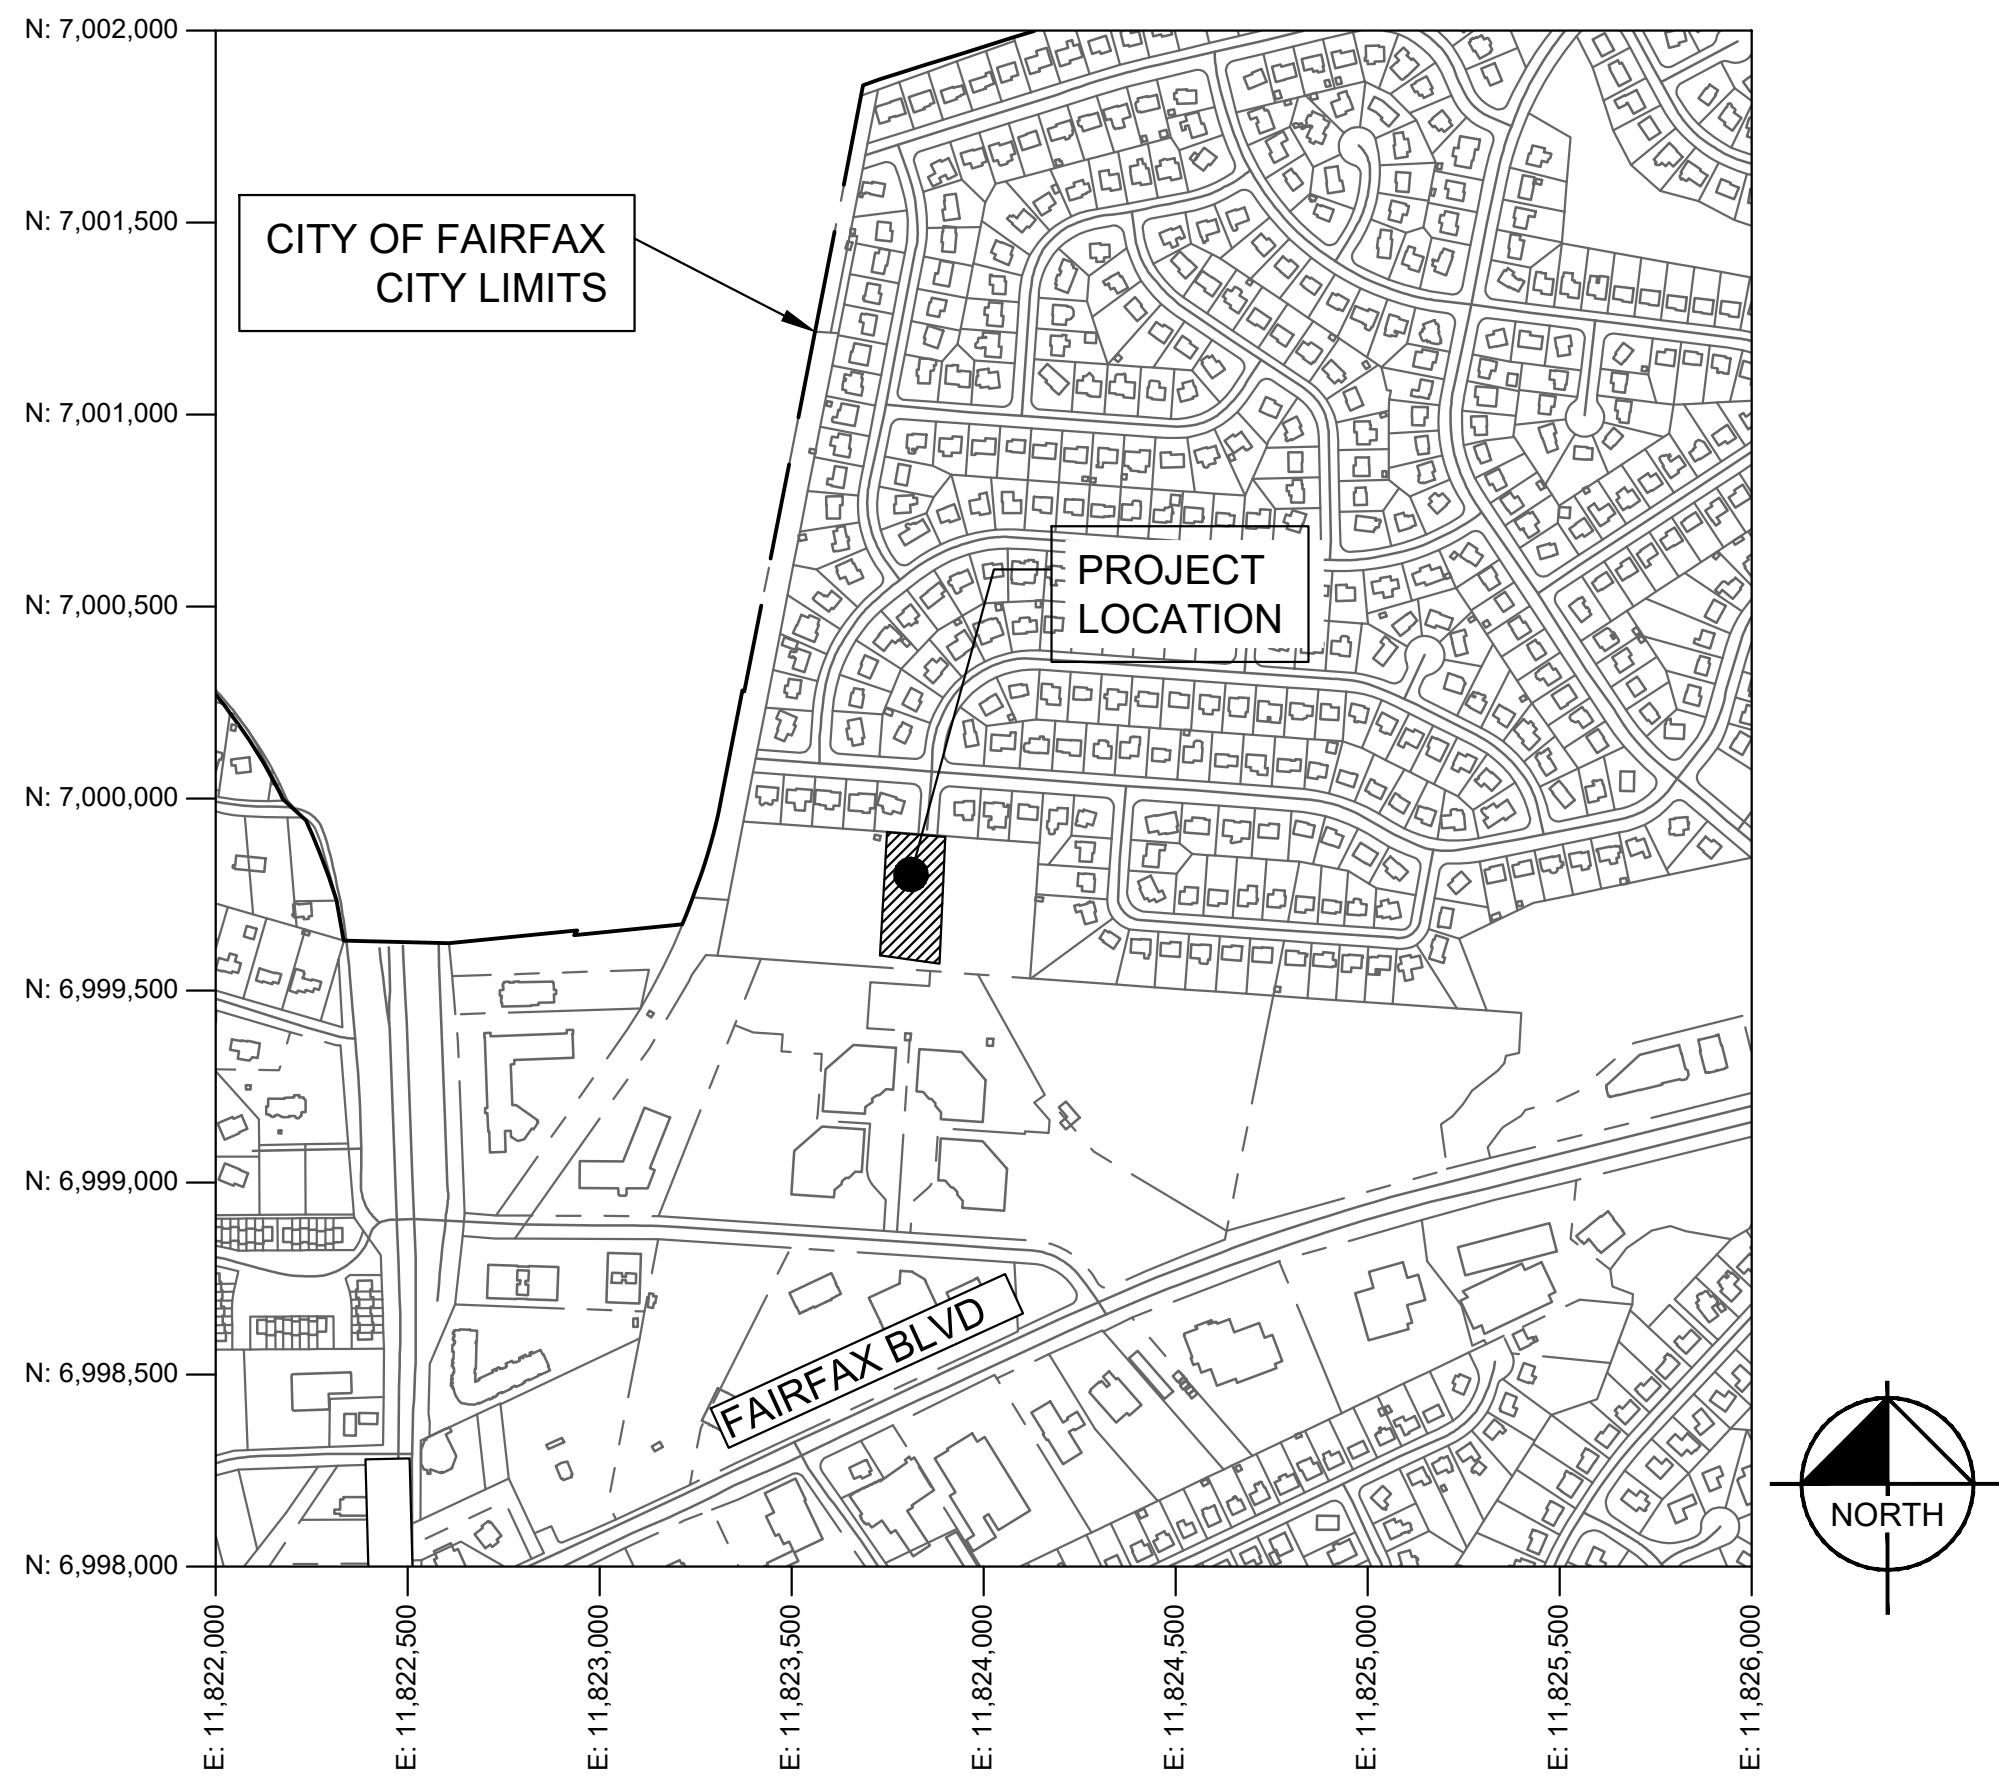 N: 7,002,000
N: 7,001,500
N: 7,001,000
N: 7,000,500
N: 7,000,000
N: 6,999,500
N: 6,999,000
N: 6,998,500
N: 6,998,000
CITY OF FAIRFAX
CITY LIMITS
PROJECT
LOCATION
FAIRFAX BLVD
NORTH
E: 11,822,000
E: 11,822,500
E: 11,823,000
E: 11,823,500
E: 11,824,000
E: 11,824,500
E: 11,825,000
E: 11,825,500
E: 11,826,000